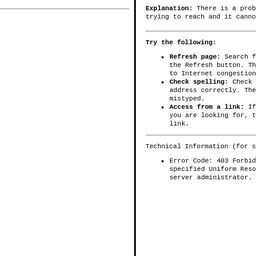 Explanation: There is a prob
trying to reach and it canno
Try the following:
Refresh page: Search f
the Refresh button. Th
to Internet congestion
Check spelling: Check
address correctly. The
mistyped.
Access from a link: If
you are looking for, t
link.
Technical Information (for s
Error Code: 403 Forbid
specified Uniform Reso
server administrator.